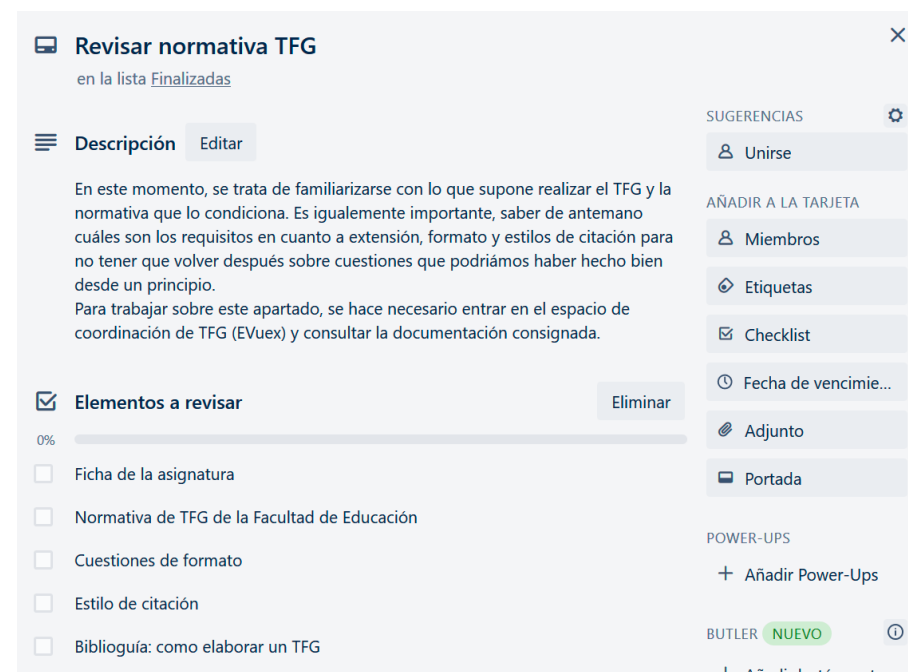 Revisar normativa TFG
en la lista Finalizadas
Descripción Editar
En este momento, se trata de familiarizarse con lo que supone realizar el TFG y la
normativa que lo condiciona. Es igualemente importante, saber de antemano
cuáles son los requisitos en cuanto a extensión, formato y estilos de citación para
no tener que volver después sobre cuestiones que podriámos haber hecho bien
desde un principio.
Para trabajar sobre este apartado, se hace necesario entrar en el espacio de
coordinación de TFG (EVuex) y consultar la documentación consignada.
Elementos a revisar Eliminar
0%
Ficha de la asignatura
Normativa de TFG de la Facultad de Educación
Cuestiones de formato
Estilo de citación
Biblioguía: como elaborar un TFG
SUGERENCIAS
Unirse
AÑADIR A LA TARJETA
Miembros
Etiquetas
Checklist
Fecha de vencimie...
Adjunto
Portada
POWER-UPS
+ Añadir Power-Ups
BUTLER NUEVO